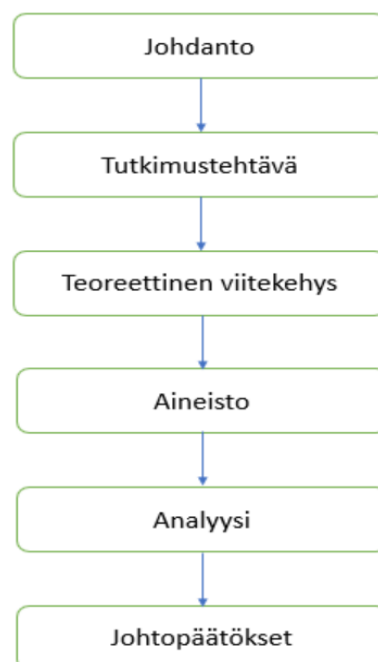 Johdanto
Tutkimustehtävä
Teoreettinen viitekehys
Aineisto
Analyysi
Johtopäätökset